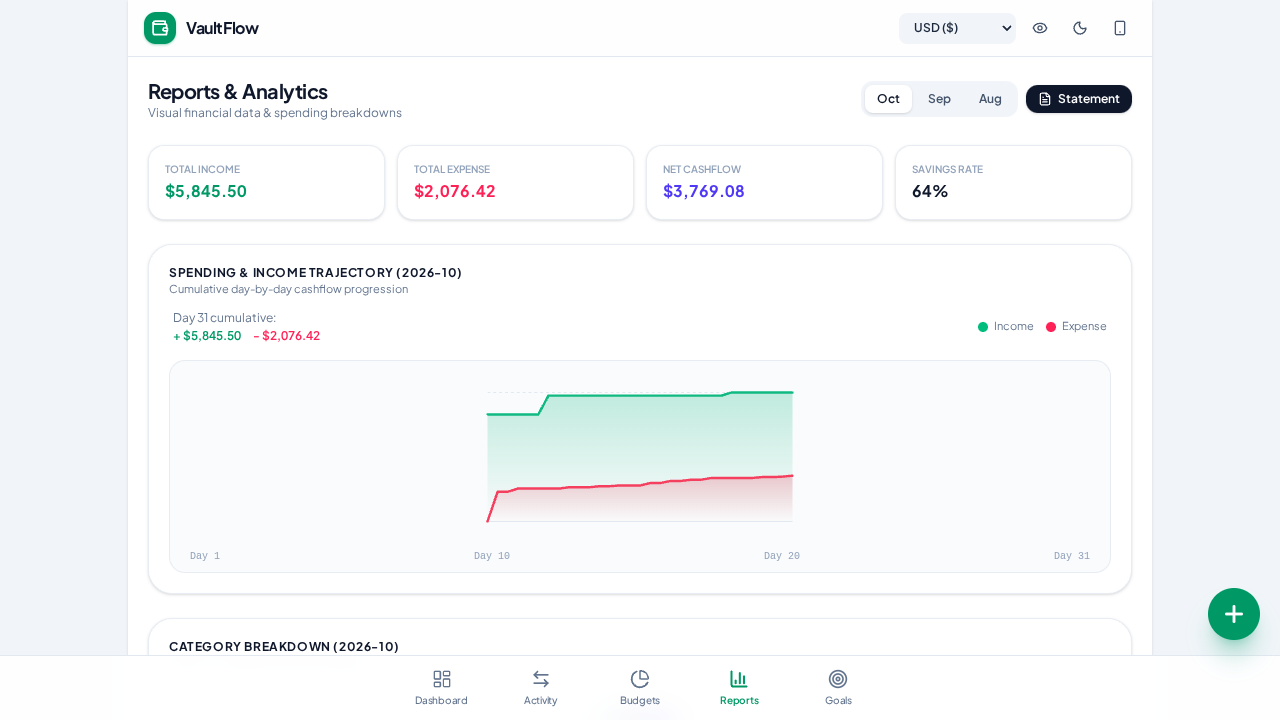 VaultFlow
USD ($)
Reports & Analytics
Visual financial data & spending breakdowns
Oct Sep Aug
Statement
TOTAL INCOME
$5,845.50
TOTAL EXPENSE
$2,076.42
NET CASHFLOW
$3,769.08
SAVINGS RATE
64%
SPENDING & INCOME TRAJECTORY (2026-10)
Cumulative day-by-day cashflow progression
Day 31 cumulative:
+ $5,845.50 - $2,076.42
Income Expense
Day 1 Day 10 Day 20 Day 31
CATEGORY BREAKDOWN (2026-10)
Dashboard Activity Budgets Reports Goals